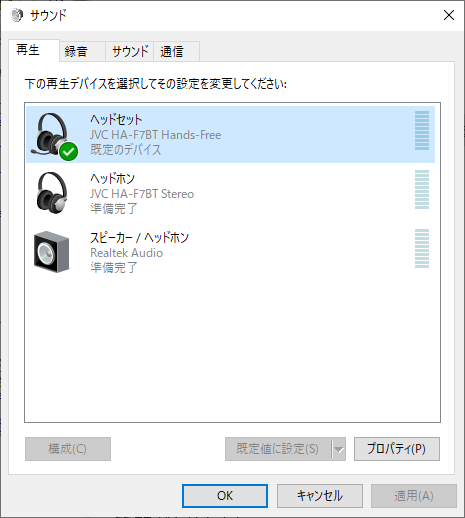 サウンド
再生 録音 サウンド 通信
下の再生デバイスを選択してその設定を変更してください:
ヘッドセット
JVC HA-F7BT Hands-Free
既定のデバイス
ヘッドホン
JVC HA-F7BT Stereo
準備完了
スピーカー / ヘッドホン
Realtek Audio
準備完了
構成(C) 既定値に設定(S) プロパティ(P)
OK キャンセル 適用(A)